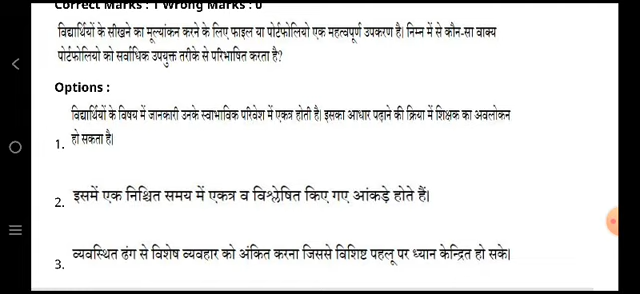 Correct Marks : 1 Wrong Marks : 0
विद्यार्थियों के सीखने का मूल्यांकन करने के लिए फाइल या पोर्टफोलियो एक महत्वपूर्ण उपकरण है। निम्न में से कौन-सा वाक्य
पोर्टफोलियो को सर्वाधिक उपयुक्त तरीके से परिभाषित करता है?
Options :
विद्यार्थियों के विषय में जानकारी उनके स्वाभाविक परिवेश में एकत्र होती है। इसका आधार पढ़ाने की क्रिया में शिक्षक का अवलोकन
1. हो सकता है।
2. इसमें एक निश्चित समय में एकत्र व विश्लेषित किए गए आंकड़े होते हैं।
3. व्यवस्थित ढंग से विशेष व्यवहार को अंकित करना जिससे विशिष्ट पहलू पर ध्यान केन्द्रित हो सके।